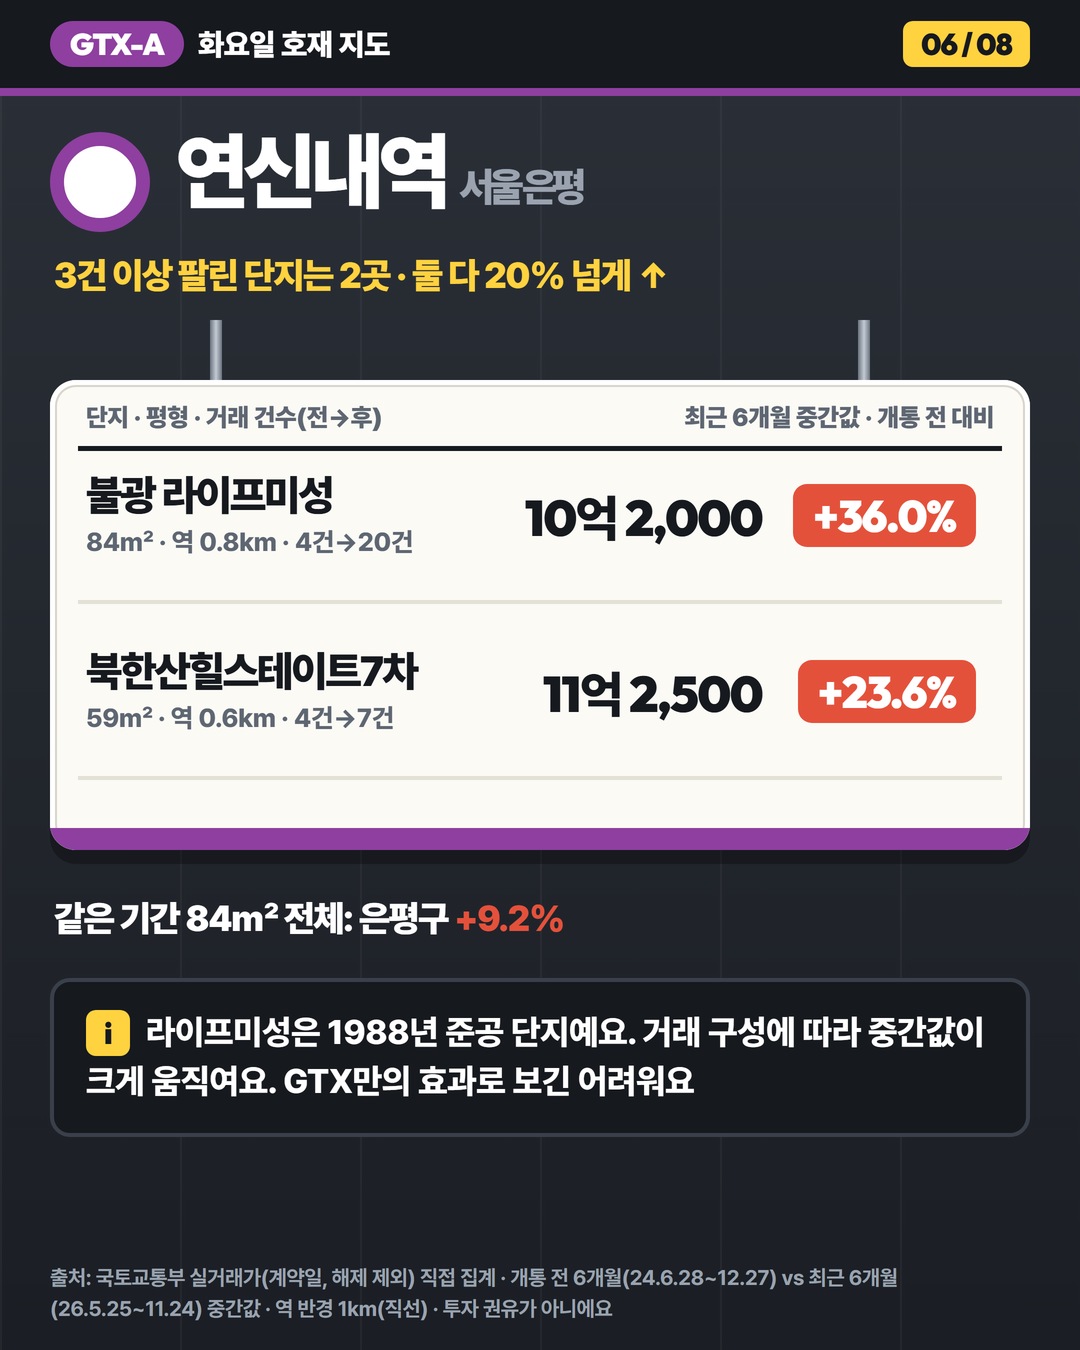 GTX-A 화요일 호재 지도
06 / 08
연신내역 서울은평
3건 이상 팔린 단지는 2곳 · 둘 다 20% 넘게 ↑
단지 · 평형 · 거래 건수(전→후)
최근 6개월 중간값 · 개통 전 대비
불광 라이프미성
84m² · 역 0.8km · 4건→20건
10억 2,000
+36.0%
북한산힐스테이트7차
59m² · 역 0.6km · 4건→7건
11억 2,500
+23.6%
같은 기간 84m² 전체: 은평구 +9.2%
i 라이프미성은 1988년 준공 단지예요. 거래 구성에 따라 중간값이
크게 움직여요. GTX만의 효과로 보긴 어려워요
출처: 국토교통부 실거래가(계약일, 해제 제외) 직접 집계 · 개통 전 6개월(24.6.28~12.27) vs 최근 6개월
(26.5.25~11.24) 중간값 · 역 반경 1km(직선) · 투자 권유가 아니에요